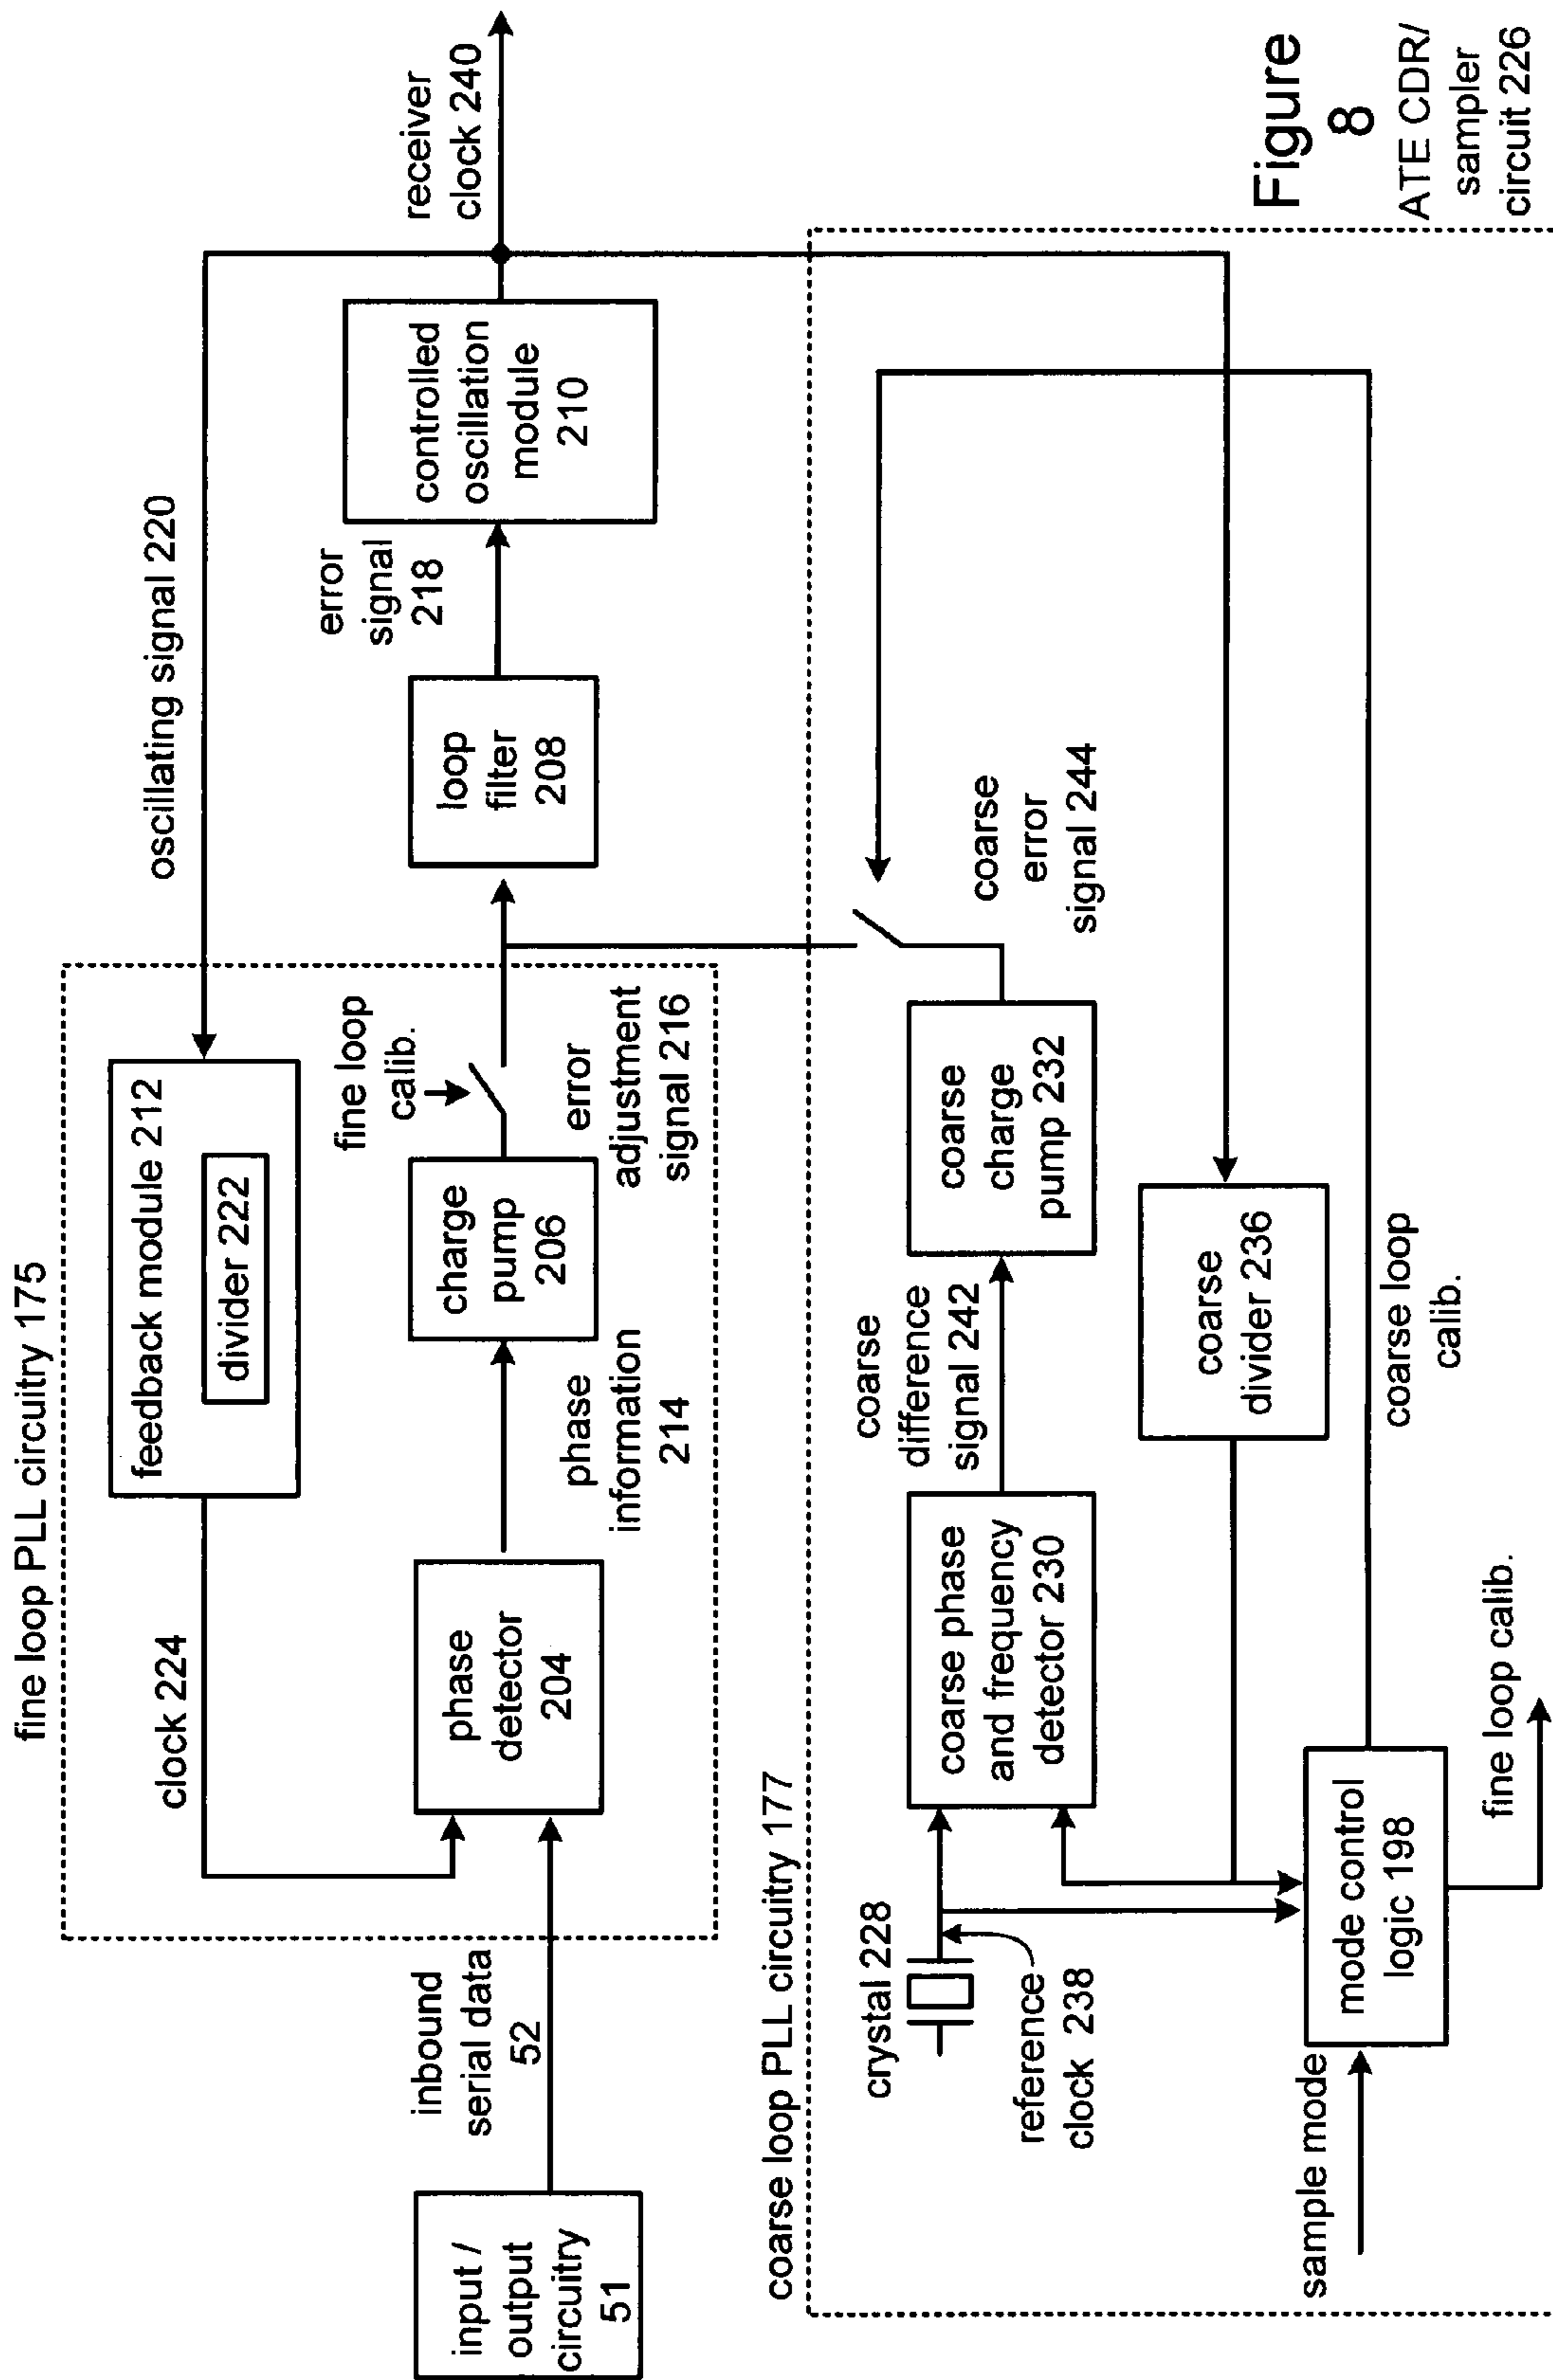 fine loop PLL circuitry 175
oscillating signal 220
feedback module 212
divider 222
clock 224
input /
output
circuitry
51
inbound
serial data
52
phase
detector
204
phase
information
214
charge
pump
206
fine loop
calib.
error
adjustment
signal 216
loop
filter
208
error
signal
218
controlled
oscillation
module
210
receiver
clock 240
coarse loop PLL circuitry 177
crystal 228
reference
clock 238
coarse phase
and frequency
detector 230
coarse
difference
signal 242
coarse
charge
pump 232
coarse
error
signal 244
coarse
divider 236
sample mode
mode control
logic 198
coarse loop
calib.
fine loop calib.
Figure
8
ATE CDR/
sampler
circuit 226